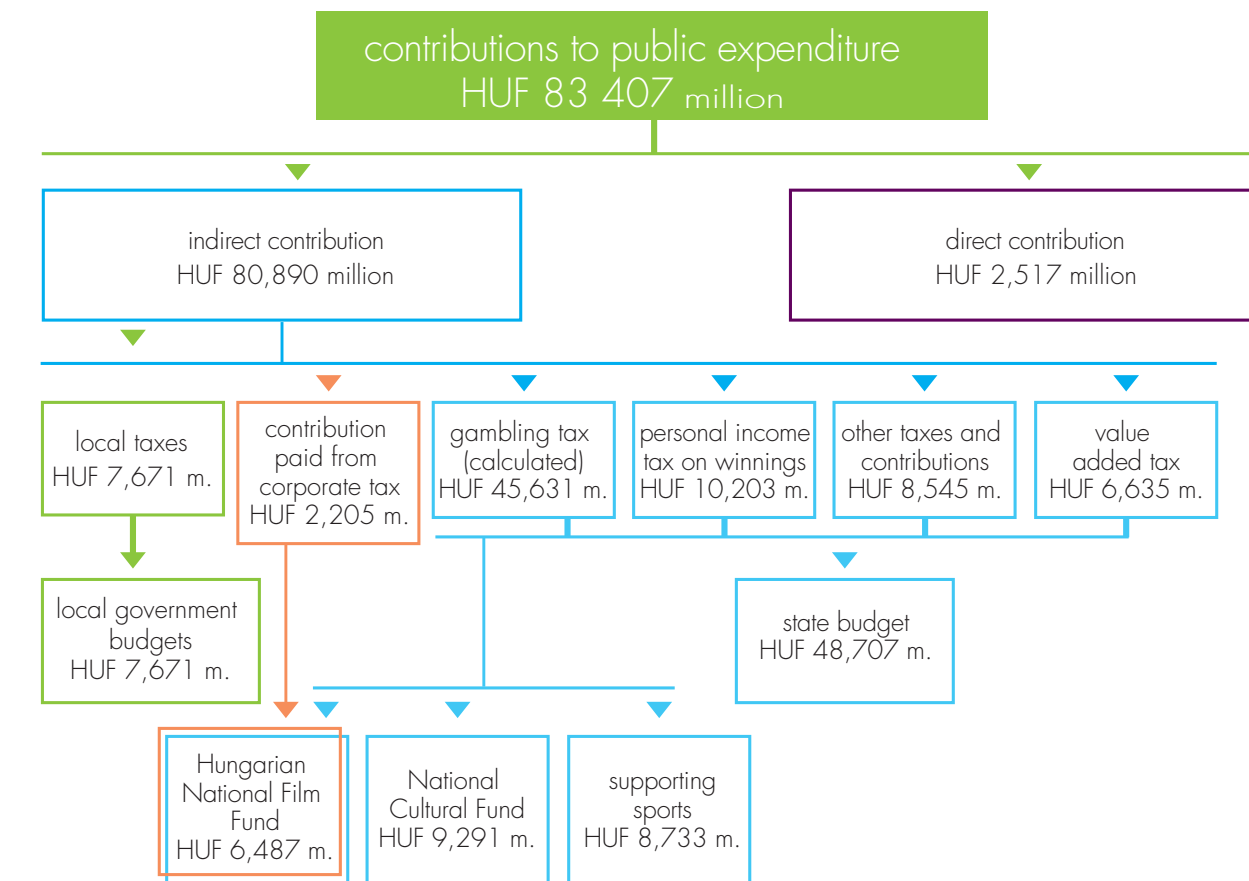 contributions to public expenditure
HUF 83 407 million
indirect contribution
HUF 80,890 million
direct contribution
HUF 2,517 million
local taxes
HUF 7,671 m.
contribution
paid from
corporate tax
HUF 2,205 m.
gambling tax
(calculated)
HUF 45,631 m.
personal income
tax on winnings
HUF 10,203 m.
other taxes and
contributions
HUF 8,545 m.
value
added tax
HUF 6,635 m.
local government
budgets
HUF 7,671 m.
state budget
HUF 48,707 m.
Hungarian
National Film
Fund
HUF 6,487 m.
National
Cultural Fund
HUF 9,291 m.
supporting
sports
HUF 8,733 m.